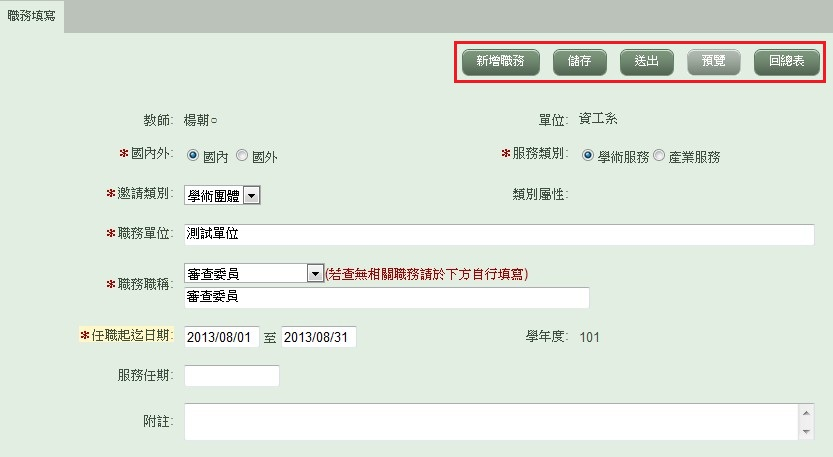 職務填寫
新增職務 儲存 送出 預覽 回總表
教師: 楊朝○ 單位: 資工系
*國內外: 國內 國外 *服務類別: 學術服務 產業服務
*邀請類別: 學術團體 類別屬性:
*職務單位: 測試單位
*職務職稱: 審查委員 (若查無相關職務請於下方自行填寫)
審查委員
*任職起迄日期: 2013/08/01 至 2013/08/31 學年度: 101
服務任期:
附註: